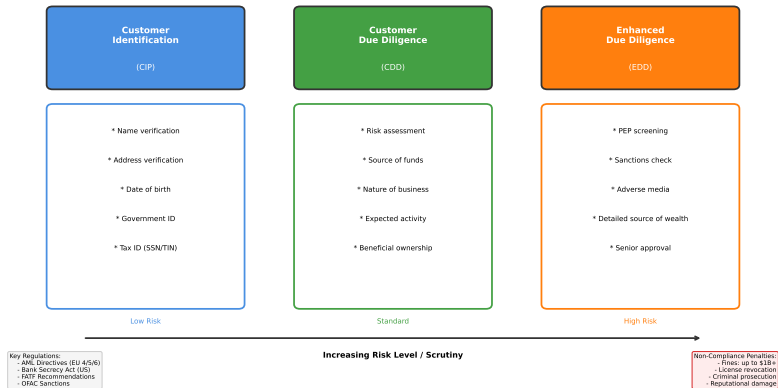 Customer
Identification
(CIP)
* Name verification
* Address verification
* Date of birth
* Government ID
* Tax ID (SSN/TIN)
Low Risk
Customer
Due Diligence
(CDD)
* Risk assessment
* Source of funds
* Nature of business
* Expected activity
* Beneficial ownership
Standard
Enhanced
Due Diligence
(EDD)
* PEP screening
* Sanctions check
* Adverse media
* Detailed source of wealth
* Senior approval
High Risk
Increasing Risk Level / Scrutiny
Key Regulations:
- AML Directives (EU 4/5/6)
- Bank Secrecy Act (US)
- FATF Recommendations
- OFAC Sanctions
Non-Compliance Penalties:
- Fines: up to $1B+
- License revocation
- Criminal prosecution
- Reputational